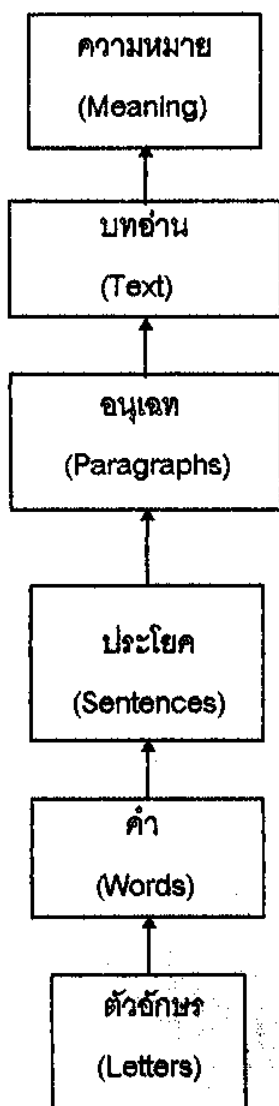 ความหมาย
(Meaning)
บทอ่าน
(Text)
อนุเฉท
(Paragraphs)
ประโยค
(Sentences)
คำ
(Words)
ตัวอักษร
(Letters)